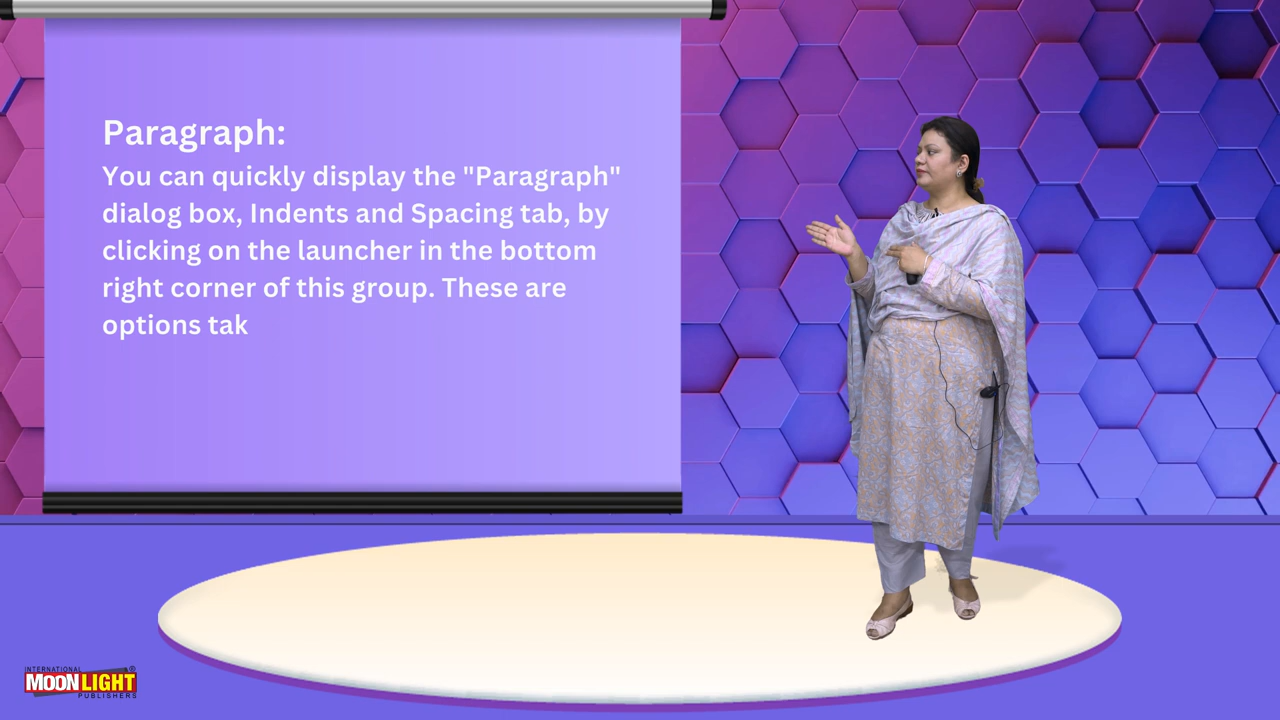 Paragraph:
You can quickly display the "Paragraph"
dialog box, Indents and Spacing tab, by
clicking on the launcher in the bottom
right corner of this group. These are
options tak
INTERNATIONAL
MOONLIGHT
PUBLISHERS